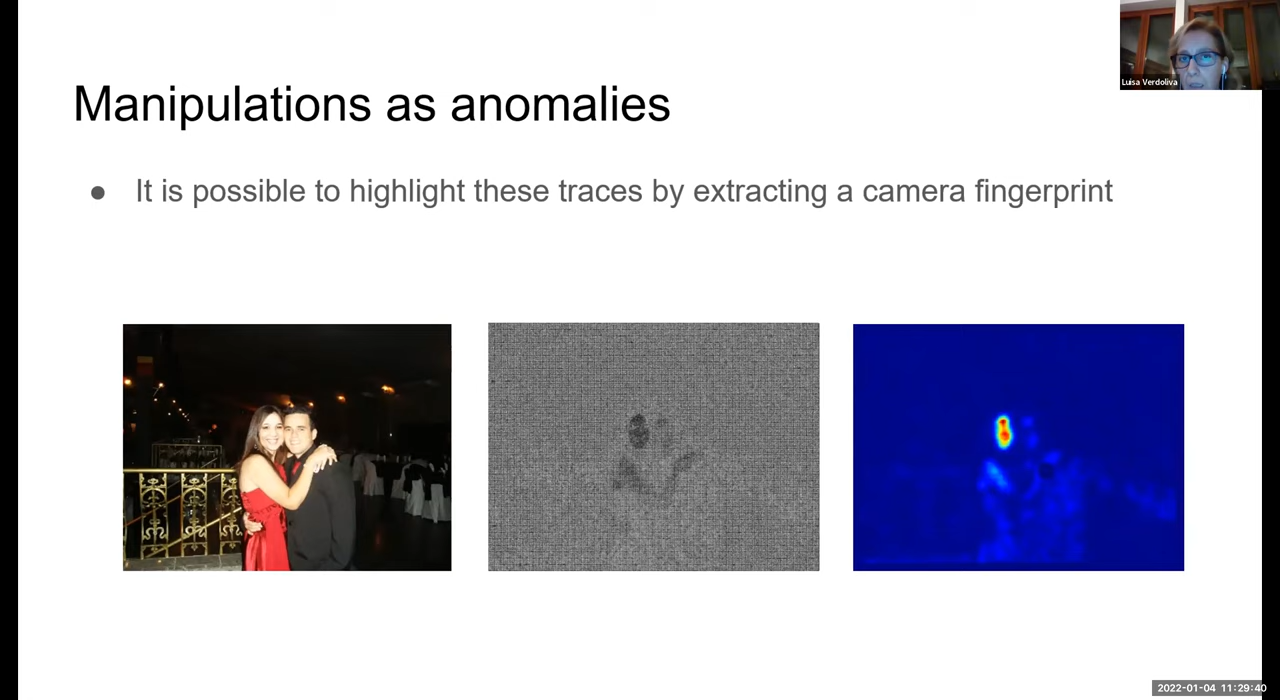 Luisa Verdoliva
Manipulations as anomalies
● It is possible to highlight these traces by extracting a camera fingerprint
2022-01-04 11:29:40